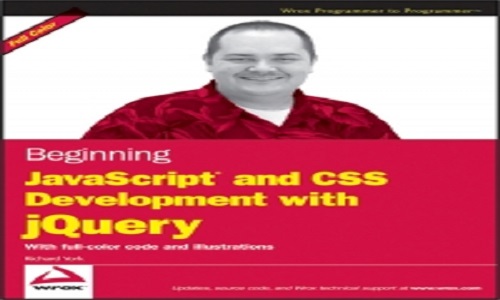 Wrox Programmer to Programmer™
Full Color
Beginning
JavaScript® and CSS
Development with
jQuery
With full-color code and illustrations
Richard York
wrox
Updates, source code, and Wrox technical support at www.wrox.com